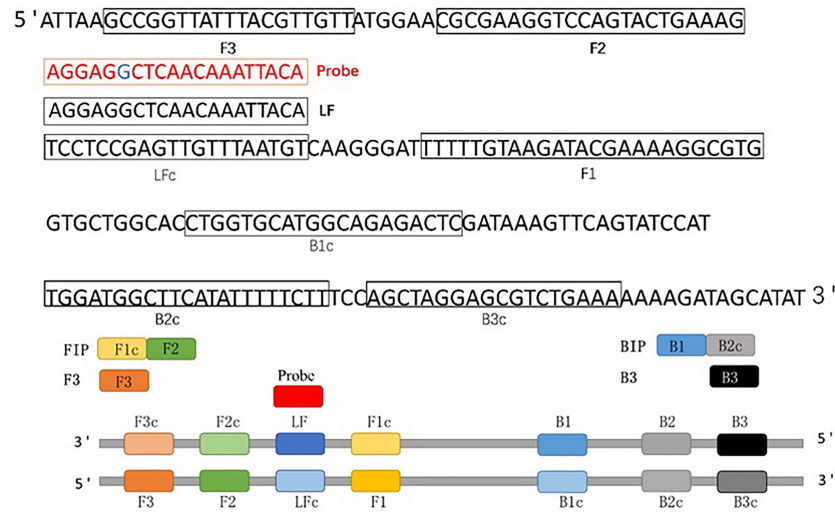 5'ATTAAGCCGGTTATTTACGTTGTTATGGAACGCGAAGGTCCAGTACTGAAAG
F3 F2
AGGAGGCTCAACAAATTACA Probe
AGGAGGCTCAACAAATTACA LF
TCCTCCGAGTTGTTTAATGTCAAGGGATTTTTTGTAAGATACGAAAAGGCGTG
LFc F1
GTGCTGGCACCTGGTGCATGGCAGAGACTCGATAAAGTTCAGTATCCAT
B1c
TGGATGGCTTCATATTTTTCTTTCCAGCTAGGAGCGTCTGAAAAAAAGATAGCATAT 3'
B2c B3c
FIP F1c F2 BIP B1 B2c
F3 F3 B3 B3
Probe
F3c F2c LF F1c B1 B2 B3
3' 5'
5' 3'
F3 F2 LFc F1 B1c B2c B3c